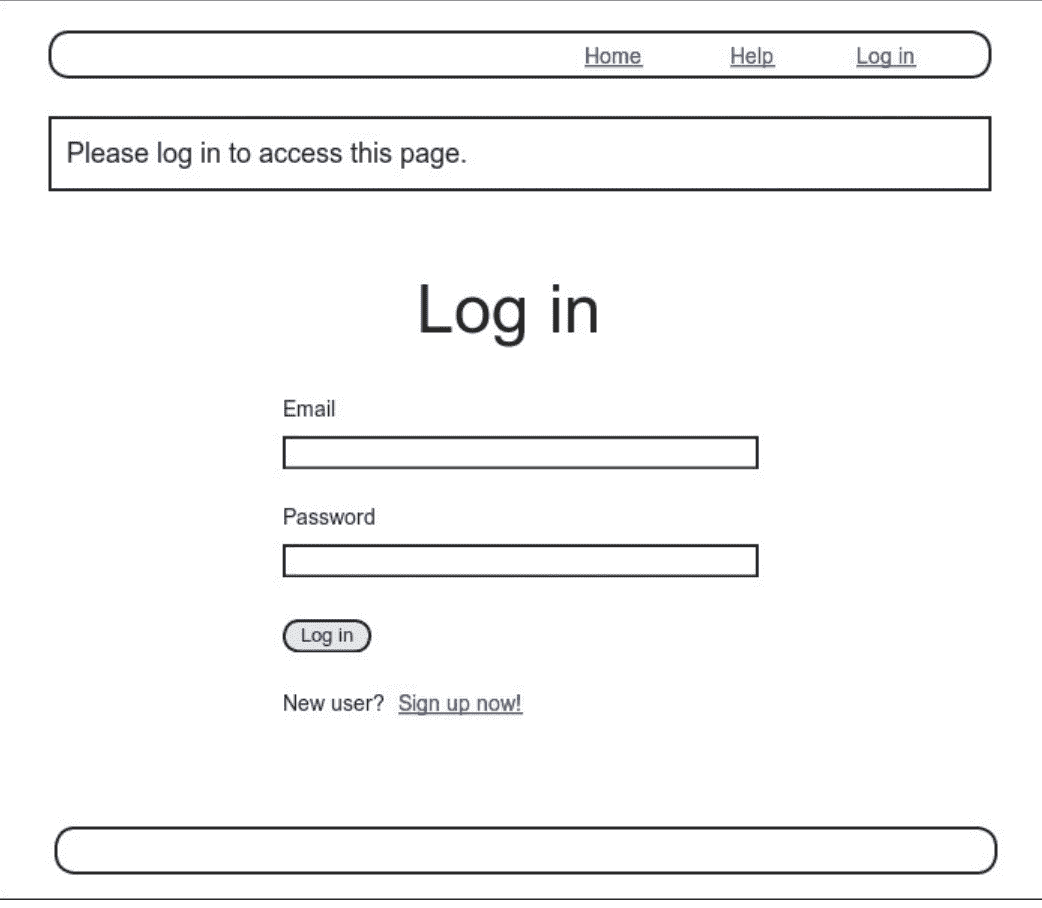 Home Help Log in
Please log in to access this page.
Log in
Email
Password
Log in
New user? Sign up now!